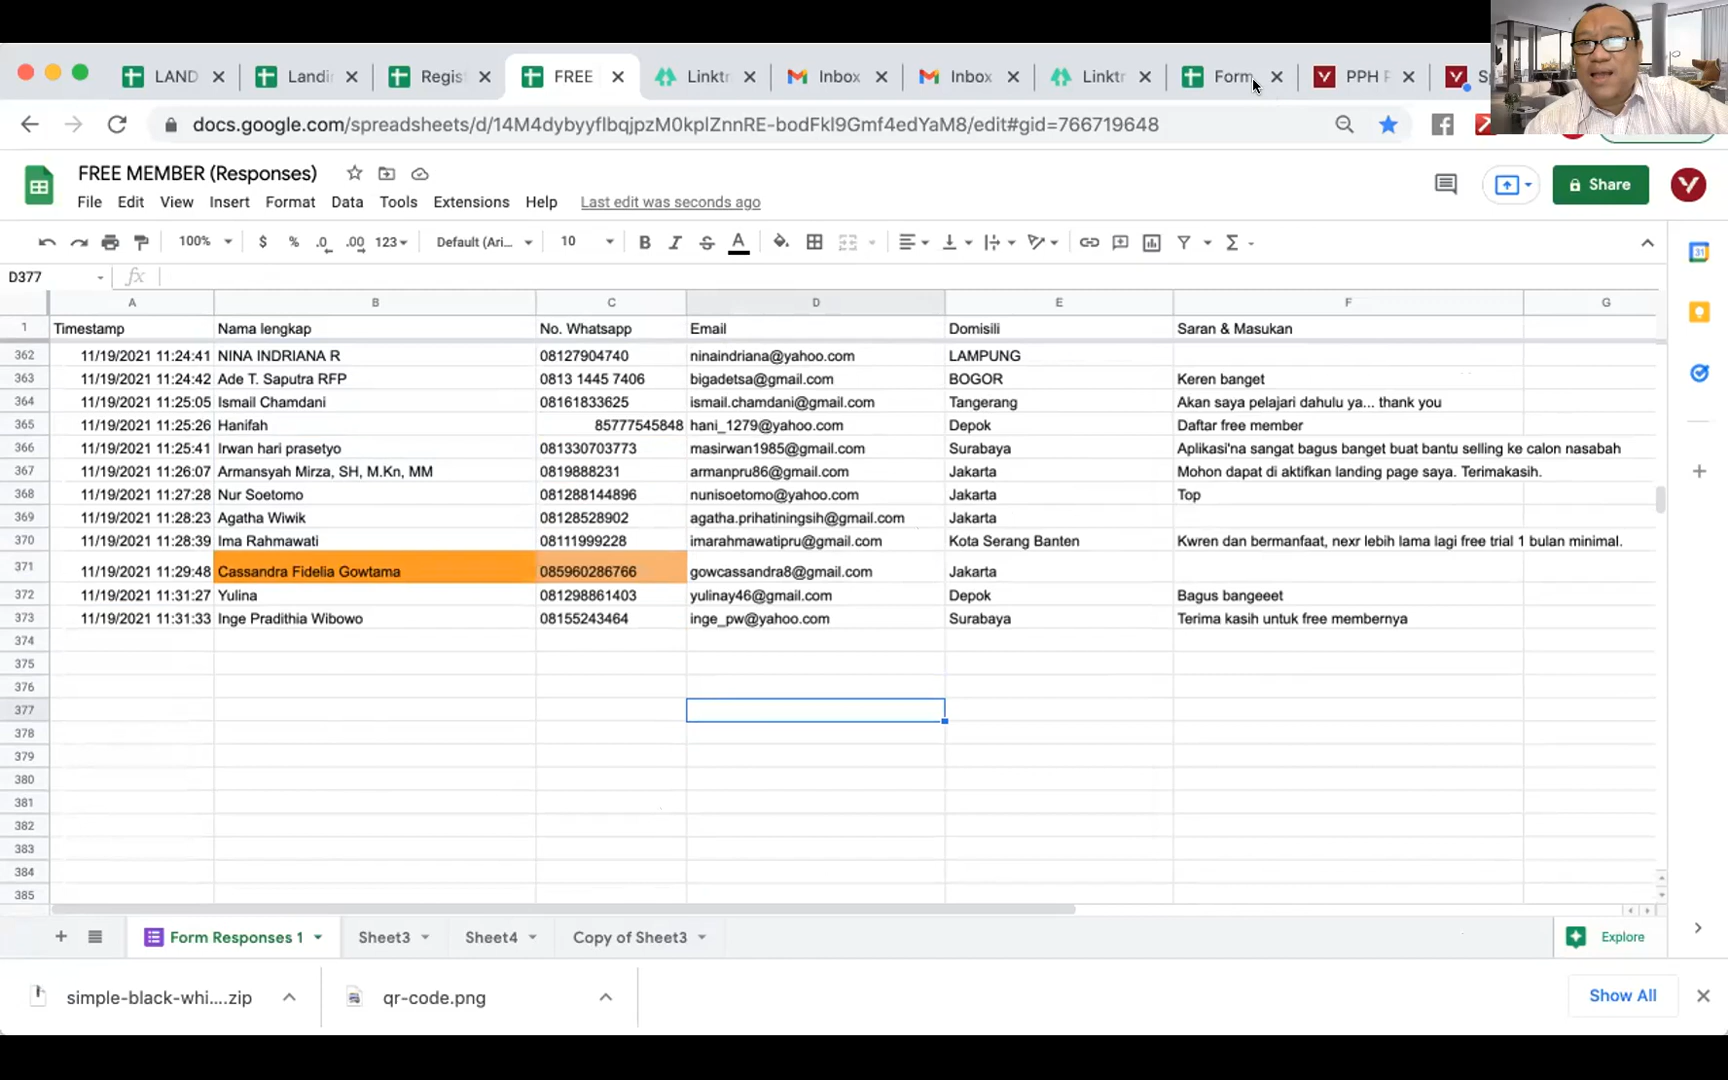 LAND
Landi
Regist
FREE
Linktr
Inbox
Inbox
Linktr
Form
PPH F
docs.google.com/spreadsheets/d/14M4dybyyflbqjpzM0kplZnnRE-bodFkl9Gmf4edYaM8/edit#gid=766719648
FREE MEMBER (Responses)
Share
File Edit View Insert Format Data Tools Extensions Help Last edit was seconds ago
100% $ % .0 .00 123 Default (Ari... 10 B I S A
31
D377 fx
A B C D E F G
1 Timestamp Nama lengkap No. Whatsapp Email Domisili Saran & Masukan
362 11/19/2021 11:24:41 NINA INDRIANA R 08127904740 ninaindriana@yahoo.com LAMPUNG
363 11/19/2021 11:24:42 Ade T. Saputra RFP 0813 1445 7406 bigadetsa@gmail.com BOGOR Keren banget
364 11/19/2021 11:25:05 Ismail Chamdani 08161833625 ismail.chamdani@gmail.com Tangerang Akan saya pelajari dahulu ya... thank you
365 11/19/2021 11:25:26 Hanifah 85777545848 hani_1279@yahoo.com Depok Daftar free member
366 11/19/2021 11:25:41 Irwan hari prasetyo 081330703773 masirwan1985@gmail.com Surabaya Aplikasi'na sangat bagus banget buat bantu selling ke calon nasabah
367 11/19/2021 11:26:07 Armansyah Mirza, SH, M.Kn, MM 0819888231 armanpru86@gmail.com Jakarta Mohon dapat di aktifkan landing page saya. Terimakasih.
368 11/19/2021 11:27:28 Nur Soetomo 081288144896 nunisoetomo@yahoo.com Jakarta Top
369 11/19/2021 11:28:23 Agatha Wiwik 08128528902 agatha.prihatiningsih@gmail.com Jakarta
370 11/19/2021 11:28:39 Ima Rahmawati 08111999228 imarahmawatipru@gmail.com Kota Serang Banten Kwren dan bermanfaat, nexr lebih lama lagi free trial 1 bulan minimal.
371 11/19/2021 11:29:48 Cassandra Fidelia Gowtama 085960286766 gowcassandra8@gmail.com Jakarta
372 11/19/2021 11:31:27 Yulina 081298861403 yulinay46@gmail.com Depok Bagus bangeeet
373 11/19/2021 11:31:33 Inge Pradithia Wibowo 08155243464 inge_pw@yahoo.com Surabaya Terima kasih untuk free membernya
374
375
376
377
378
379
380
381
382
383
384
385
Form Responses 1 Sheet3 Sheet4 Copy of Sheet3 Explore
simple-black-whi....zip qr-code.png Show All